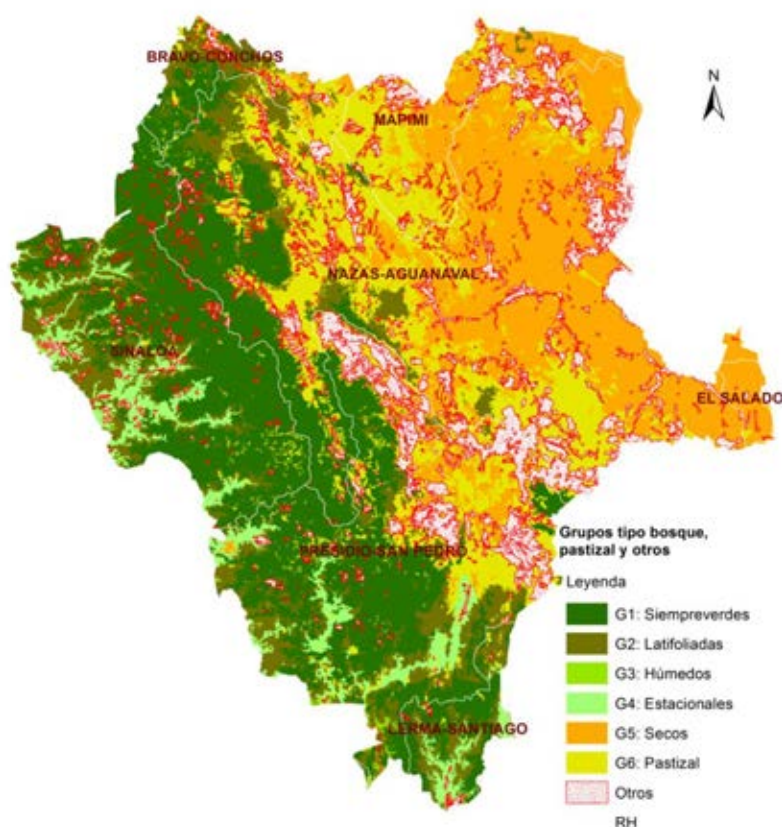 BRAVO-CONCHOS
N
MAPIMI
NAZAS-AGUANAVAL
SINALOA
EL SALADO
PRESIDIO-SAN PEDRO
LERMA-SANTIAGO
Grupos tipo bosque,
pastizal y otros
Leyenda
G1: Siempreverdes
G2: Latifoliadas
G3: Húmedos
G4: Estacionales
G5: Secos
G6: Pastizal
Otros
RH